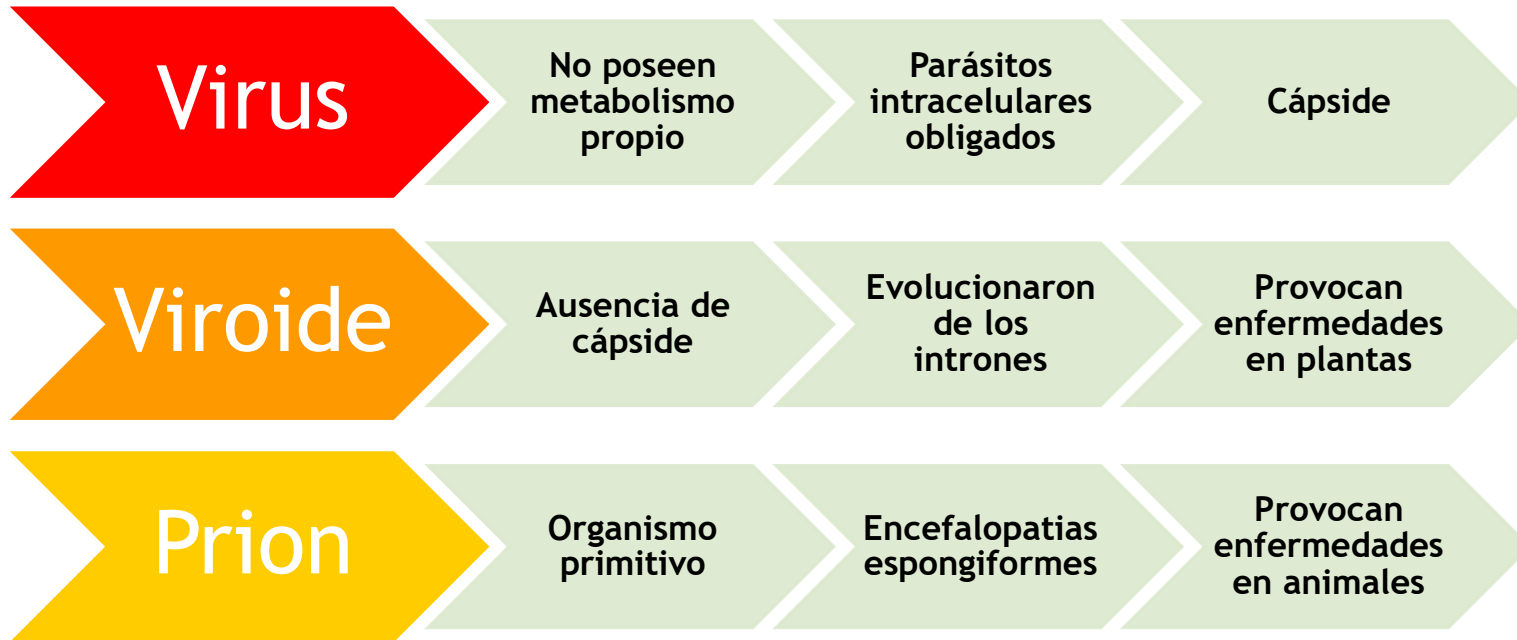 Virus
No poseen
metabolismo
propio
Parásitos
intracelulares
obligados
Cápside
Viroide
Ausencia de
cápside
Evolucionaron
de los
intrones
Provocan
enfermedades
en plantas
Prion
Organismo
primitivo
Encefalopatias
espongiformes
Provocan
enfermedades
en animales